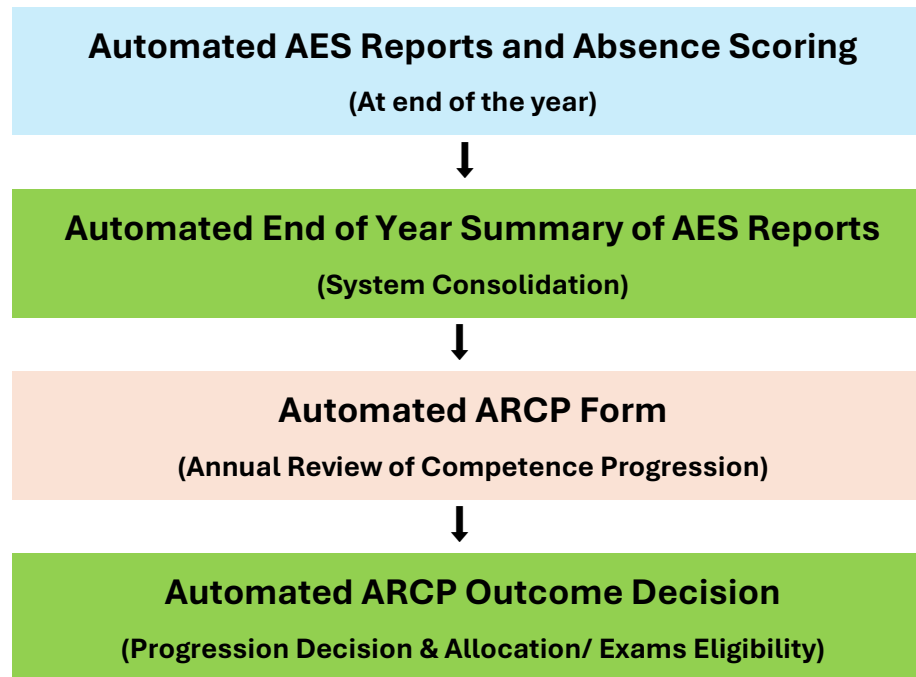 Automated AES Reports and Absence Scoring
(At end of the year)
Automated End of Year Summary of AES Reports
(System Consolidation)
Automated ARCP Form
(Annual Review of Competence Progression)
Automated ARCP Outcome Decision
(Progression Decision & Allocation/ Exams Eligibility)